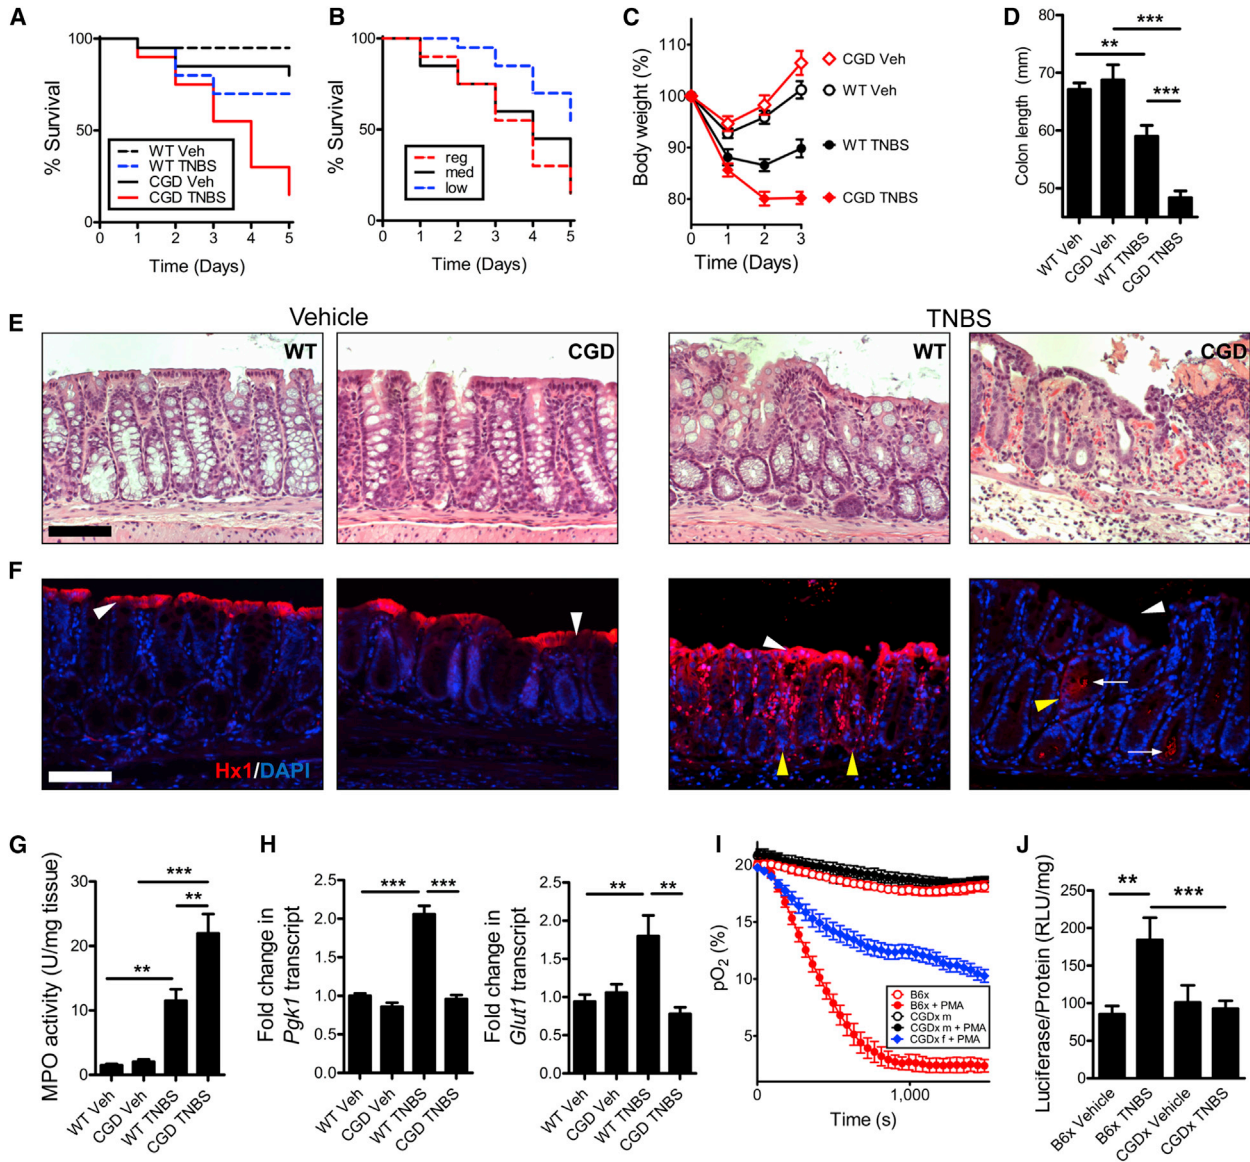 A
% Survival
100
50
0
0 1 2 3 4 5
Time (Days)
WT Veh
WT TNBS
CGD Veh
CGD TNBS
B
% Survival
100
50
0
0 1 2 3 4 5
Time (Days)
reg
med
low
C
Body weight (%)
110
100
90
80
0 1 2 3
Time (Days)
CGD Veh
WT Veh
WT TNBS
CGD TNBS
D
Colon length (mm)
80
70
60
50
***
**
***
WT Veh
CGD Veh
WT TNBS
CGD TNBS
E
Vehicle
TNBS
WT
CGD
WT
CGD
F
Hx1/DAPI
G
MPO activity (U/mg tissue)
30
20
10
0
***
**
**
WT Veh
CGD Veh
WT TNBS
CGD TNBS
H
Fold change in
Pgk1 transcript
2.5
2.0
1.5
1.0
0.5
0.0
*** ***
WT Veh
CGD Veh
WT TNBS
CGD TNBS
Fold change in
Glut1 transcript
2.5
2.0
1.5
1.0
0.5
0.0
** **
WT Veh
CGD Veh
WT TNBS
CGD TNBS
I
pO2 (%)
20
15
10
5
0 1,000
Time (s)
B6x
B6x + PMA
CGDx m
CGDx m + PMA
CGDx f + PMA
J
Luciferase/Protein (RLU/mg)
250
200
150
100
50
0
** ***
B6x Vehicle
B6x TNBS
CGDx Vehicle
CGDx TNBS